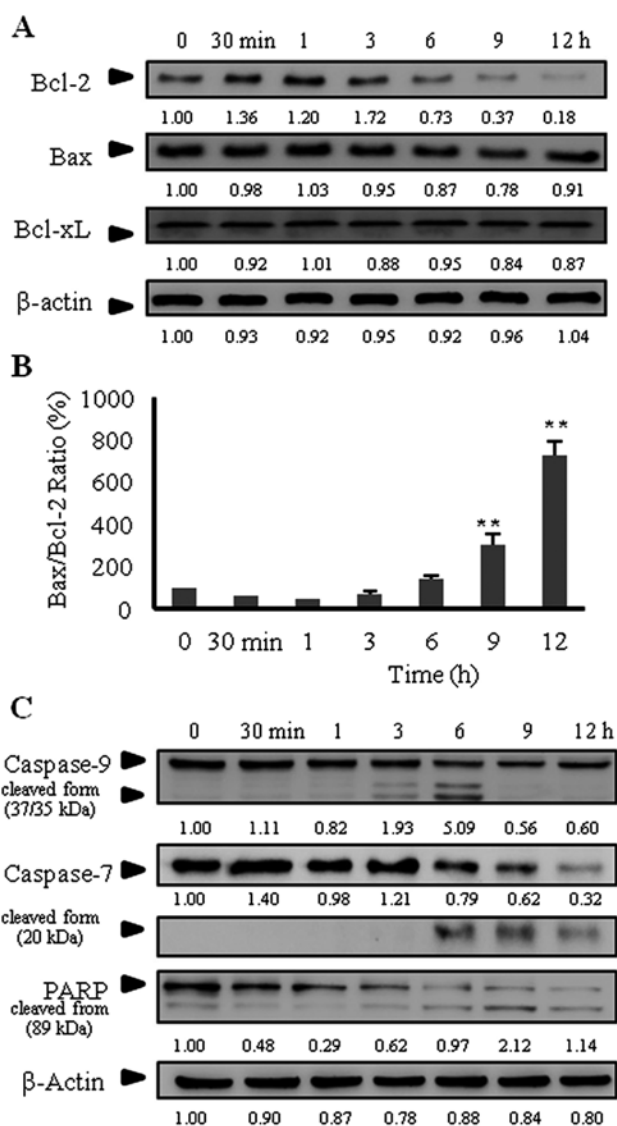 A
0 30 min 1 3 6 9 12 h
Bcl-2
1.00 1.36 1.20 1.72 0.73 0.37 0.18
Bax
1.00 0.98 1.03 0.95 0.87 0.78 0.91
Bcl-xL
1.00 0.92 1.01 0.88 0.95 0.84 0.87
β-actin
1.00 0.93 0.92 0.95 0.92 0.96 1.04
B
Bax/Bcl-2 Ratio (%)
1000
800
600
400
200
0
**
**
0 30 min 1 3 6 9 12
Time (h)
C
0 30 min 1 3 6 9 12 h
Caspase-9
cleaved form
(37/35 kDa)
1.00 1.11 0.82 1.93 5.09 0.56 0.60
Caspase-7
1.00 1.40 0.98 1.21 0.79 0.62 0.32
cleaved form
(20 kDa)
PARP
cleaved from
(89 kDa)
1.00 0.48 0.29 0.62 0.97 2.12 1.14
β-Actin
1.00 0.90 0.87 0.78 0.88 0.84 0.80